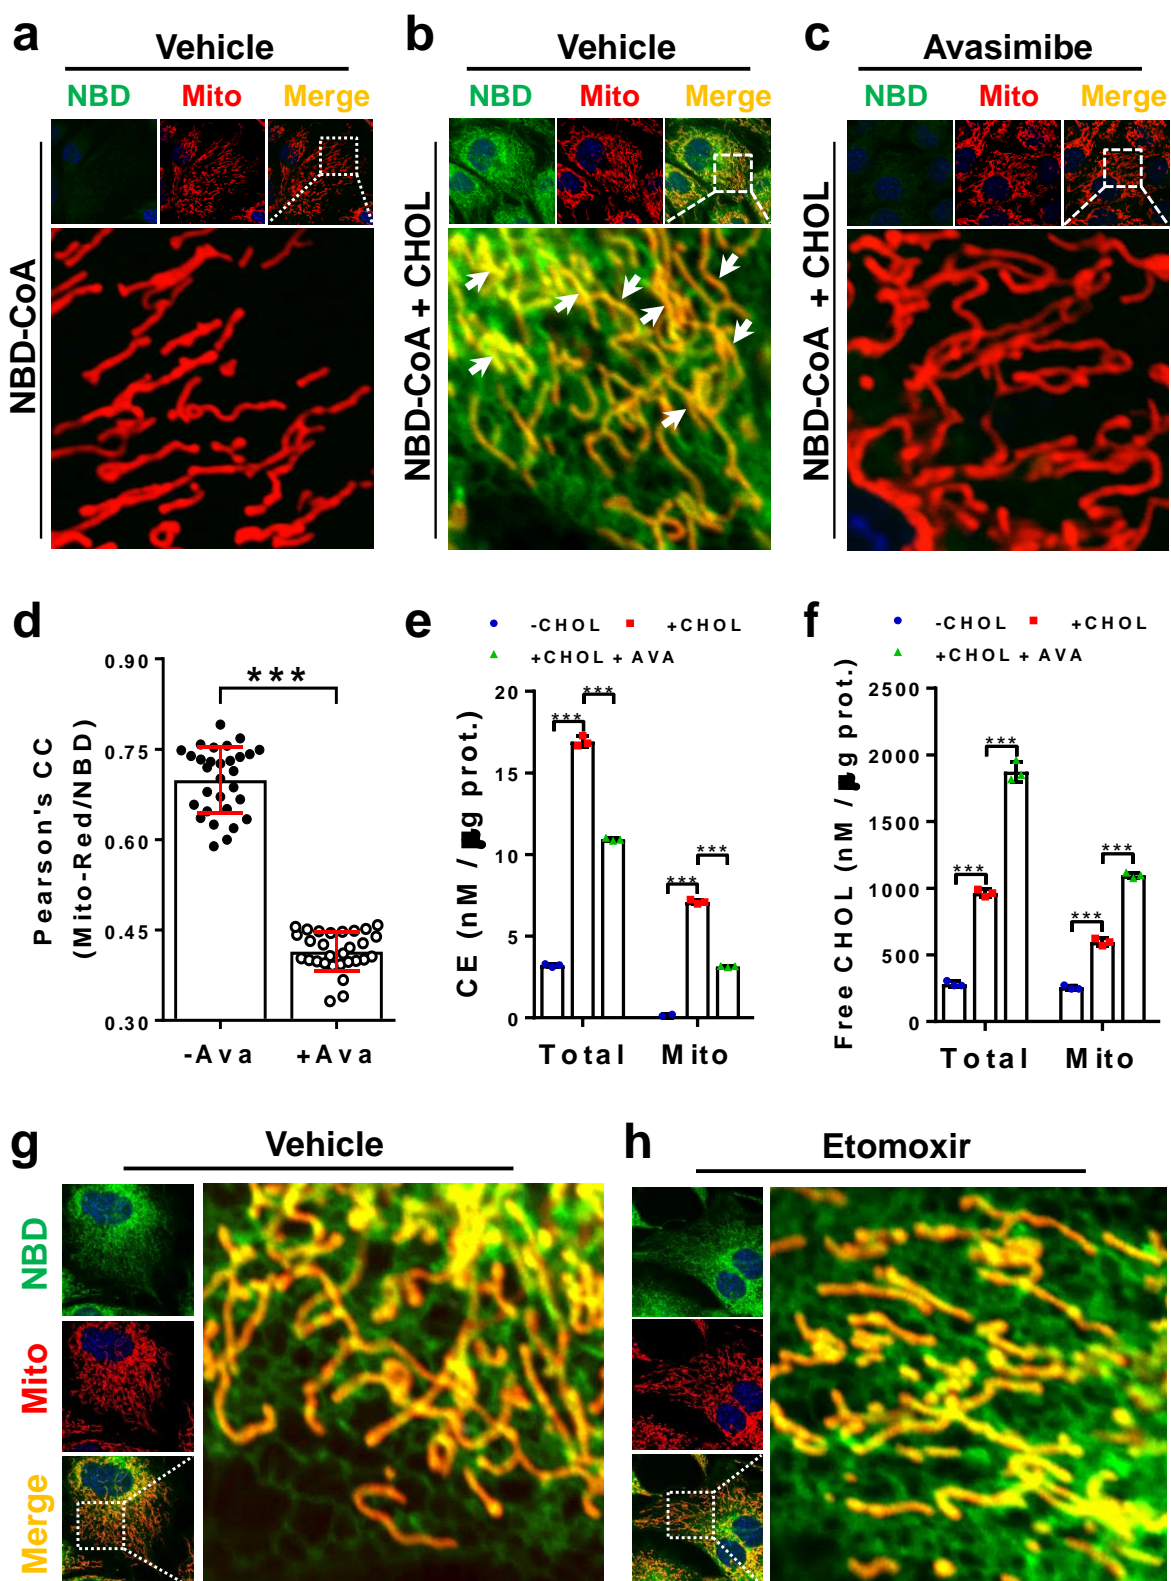 a
Vehicle
NBD Mito Merge
NBD-CoA
b
Vehicle
NBD Mito Merge
NBD-CoA + CHOL
c
Avasimibe
NBD Mito Merge
NBD-CoA + CHOL
d
Pearson's CC
(Mito-Red/NBD)
0.90
0.75
0.60
0.45
0.30
***
-Ava +Ava
e
-CHOL +CHOL
+CHOL + AVA
CE (nM / g prot.)
20
15
10
5
0
*** ***
*** ***
Total Mito
f
-CHOL +CHOL
+CHOL + AVA
Free CHOL (nM / g prot.)
2500
2000
1500
1000
500
0
*** ***
*** ***
Total Mito
g
Vehicle
NBD
Mito
Merge
h
Etomoxir